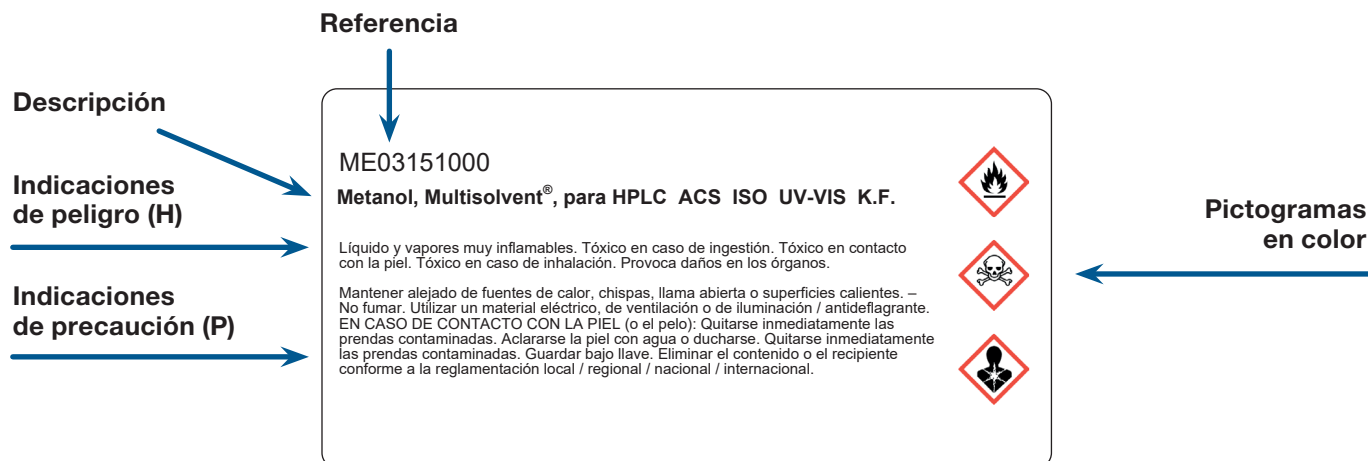 Referencia
Descripción
Indicaciones
de peligro (H)
Indicaciones
de precaución (P)
ME03151000
Metanol, Multisolvent®, para HPLC ACS ISO UV-VIS K.F.
Líquido y vapores muy inflamables. Tóxico en caso de ingestión. Tóxico en contacto
con la piel. Tóxico en caso de inhalación. Provoca daños en los órganos.
Mantener alejado de fuentes de calor, chispas, llama abierta o superficies calientes. –
No fumar. Utilizar un material eléctrico, de ventilación o de iluminación / antideflagrante.
EN CASO DE CONTACTO CON LA PIEL (o el pelo): Quitarse inmediatamente las
prendas contaminadas. Aclararse la piel con agua o ducharse. Quitarse inmediatamente
las prendas contaminadas. Guardar bajo llave. Eliminar el contenido o el recipiente
conforme a la reglamentación local / regional / nacional / internacional.
Pictogramas
en color